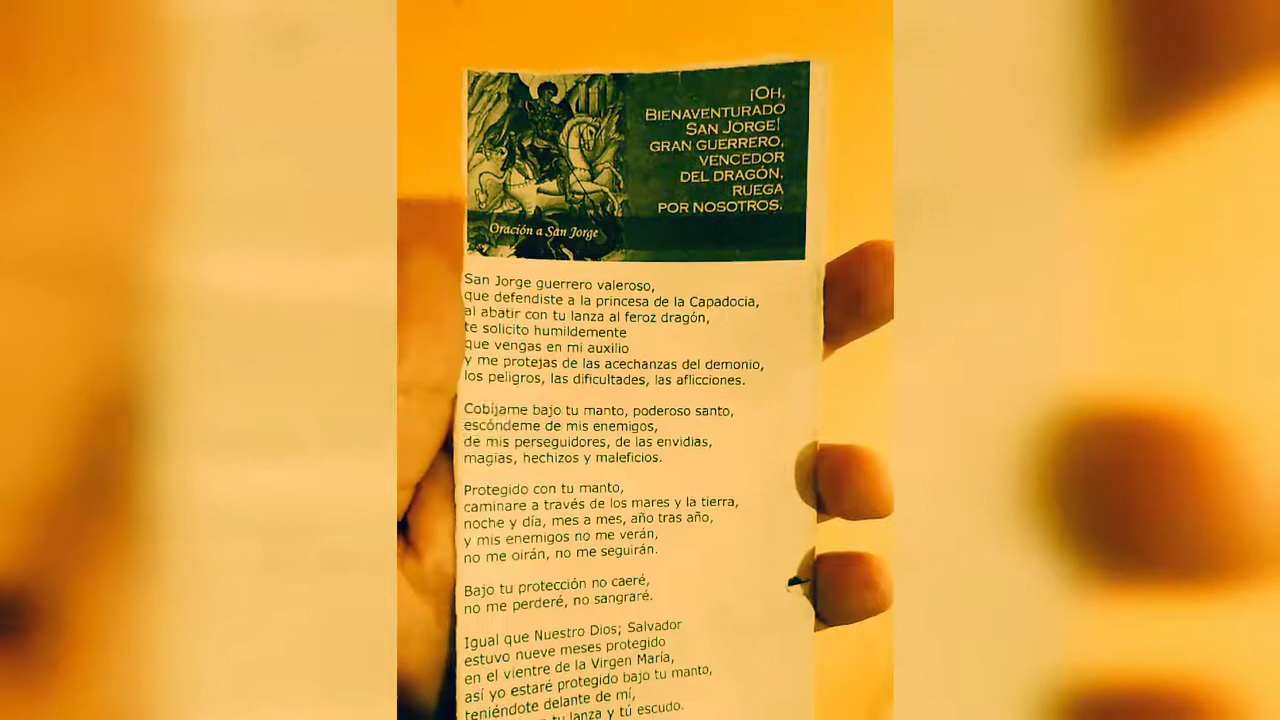 ¡OH,
BIENAVENTURADO
SAN JORGE!
GRAN GUERRERO,
VENCEDOR
DEL DRAGÓN,
RUEGA
POR NOSOTROS.
Oración a San Jorge
San Jorge guerrero valeroso,
que defendiste a la princesa de la Capadocia,
al abatir con tu lanza al feroz dragón,
te solicito humildemente
que vengas en mi auxilio
y me protejas de las acechanzas del demonio,
los peligros, las dificultades, las aflicciones.
Cobíjame bajo tu manto, poderoso santo,
escóndeme de mis enemigos,
de mis perseguidores, de las envidias,
magias, hechizos y maleficios.
Protegido con tu manto,
caminare a través de los mares y la tierra,
noche y día, mes a mes, año tras año,
y mis enemigos no me verán,
no me oirán, no me seguirán.
Bajo tu protección no caeré,
no me perderé, no sangraré.
Igual que Nuestro Dios; Salvador
estuvo nueve meses protegido
en el vientre de la Virgen María,
así yo estaré protegido bajo tu manto,
teniéndote delante de mí,
tu lanza y tú escudo.